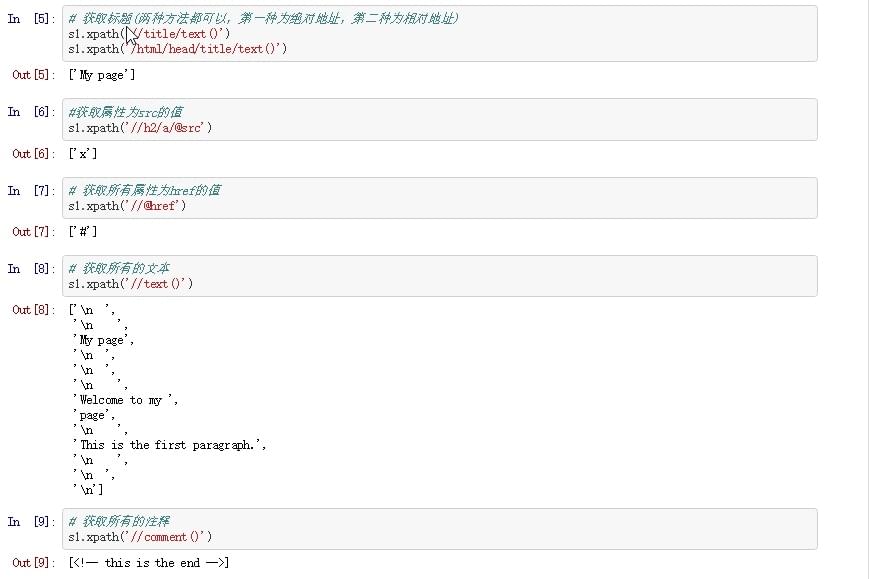 In [5]: # 获取标题(两种方法都可以，第一种为绝对地址，第二种为相对地址)
s1.xpath('//title/text()')
s1.xpath('/html/head/title/text()')
Out[5]: ['My page']
In [6]: #获取属性为src的值
s1.xpath('//h2/a/@src')
Out[6]: ['x']
In [7]: # 获取所有属性为href的值
s1.xpath('//@href')
Out[7]: ['#']
In [8]: # 获取所有的文本
s1.xpath('//text()')
Out[8]: ['\n  ',
'\n    ',
'My page',
'\n  ',
'\n  ',
'\n    ',
'Welcome to my ',
'page',
'\n    ',
'This is the first paragraph.',
'\n    ',
'\n  ',
'\n']
In [9]: # 获取所有的注释
s1.xpath('//comment()')
Out[9]: [<!-- this is the end -->]